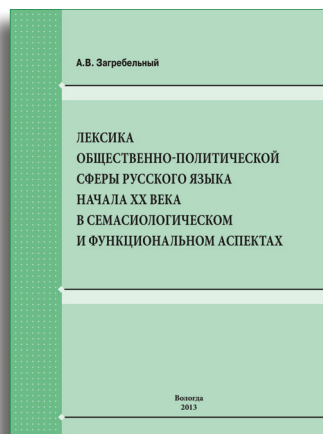 А.В. Загребельный
ЛЕКСИКА
ОБЩЕСТВЕННО-ПОЛИТИЧЕСКОЙ
СФЕРЫ РУССКОГО ЯЗЫКА
НАЧАЛА XX ВЕКА
В СЕМАСИОЛОГИЧЕСКОМ
И ФУНКЦИОНАЛЬНОМ АСПЕКТАХ
Вологда
2013